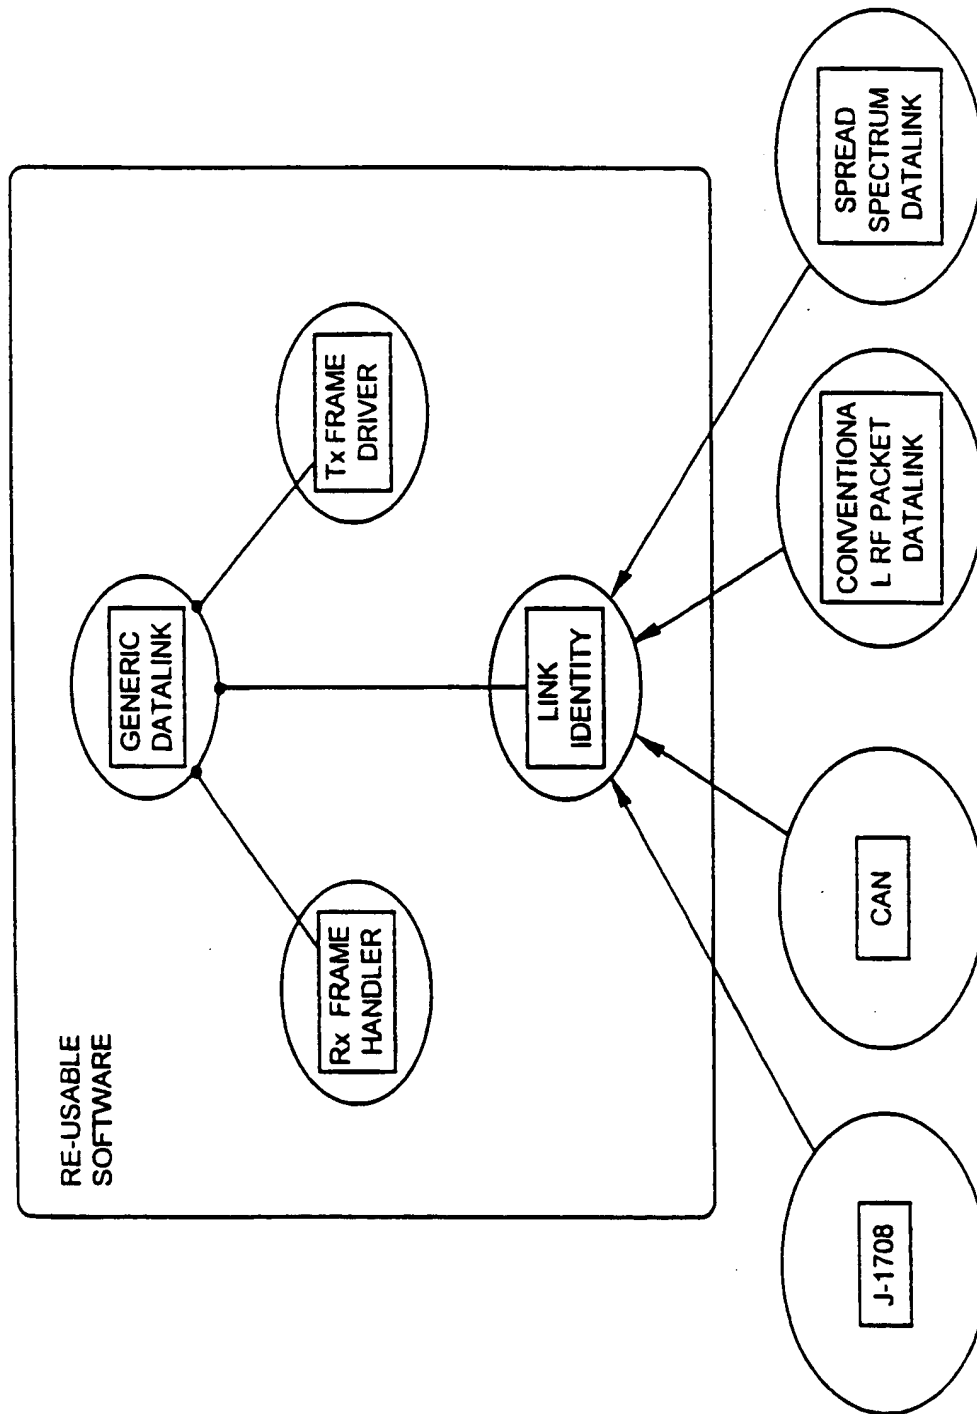 RE-USABLE
SOFTWARE
GENERIC
DATALINK
Rx FRAME
HANDLER
Tx FRAME
DRIVER
LINK
IDENTITY
J-1708
CAN
CONVENTIONA
L RF PACKET
DATALINK
SPREAD
SPECTRUM
DATALINK